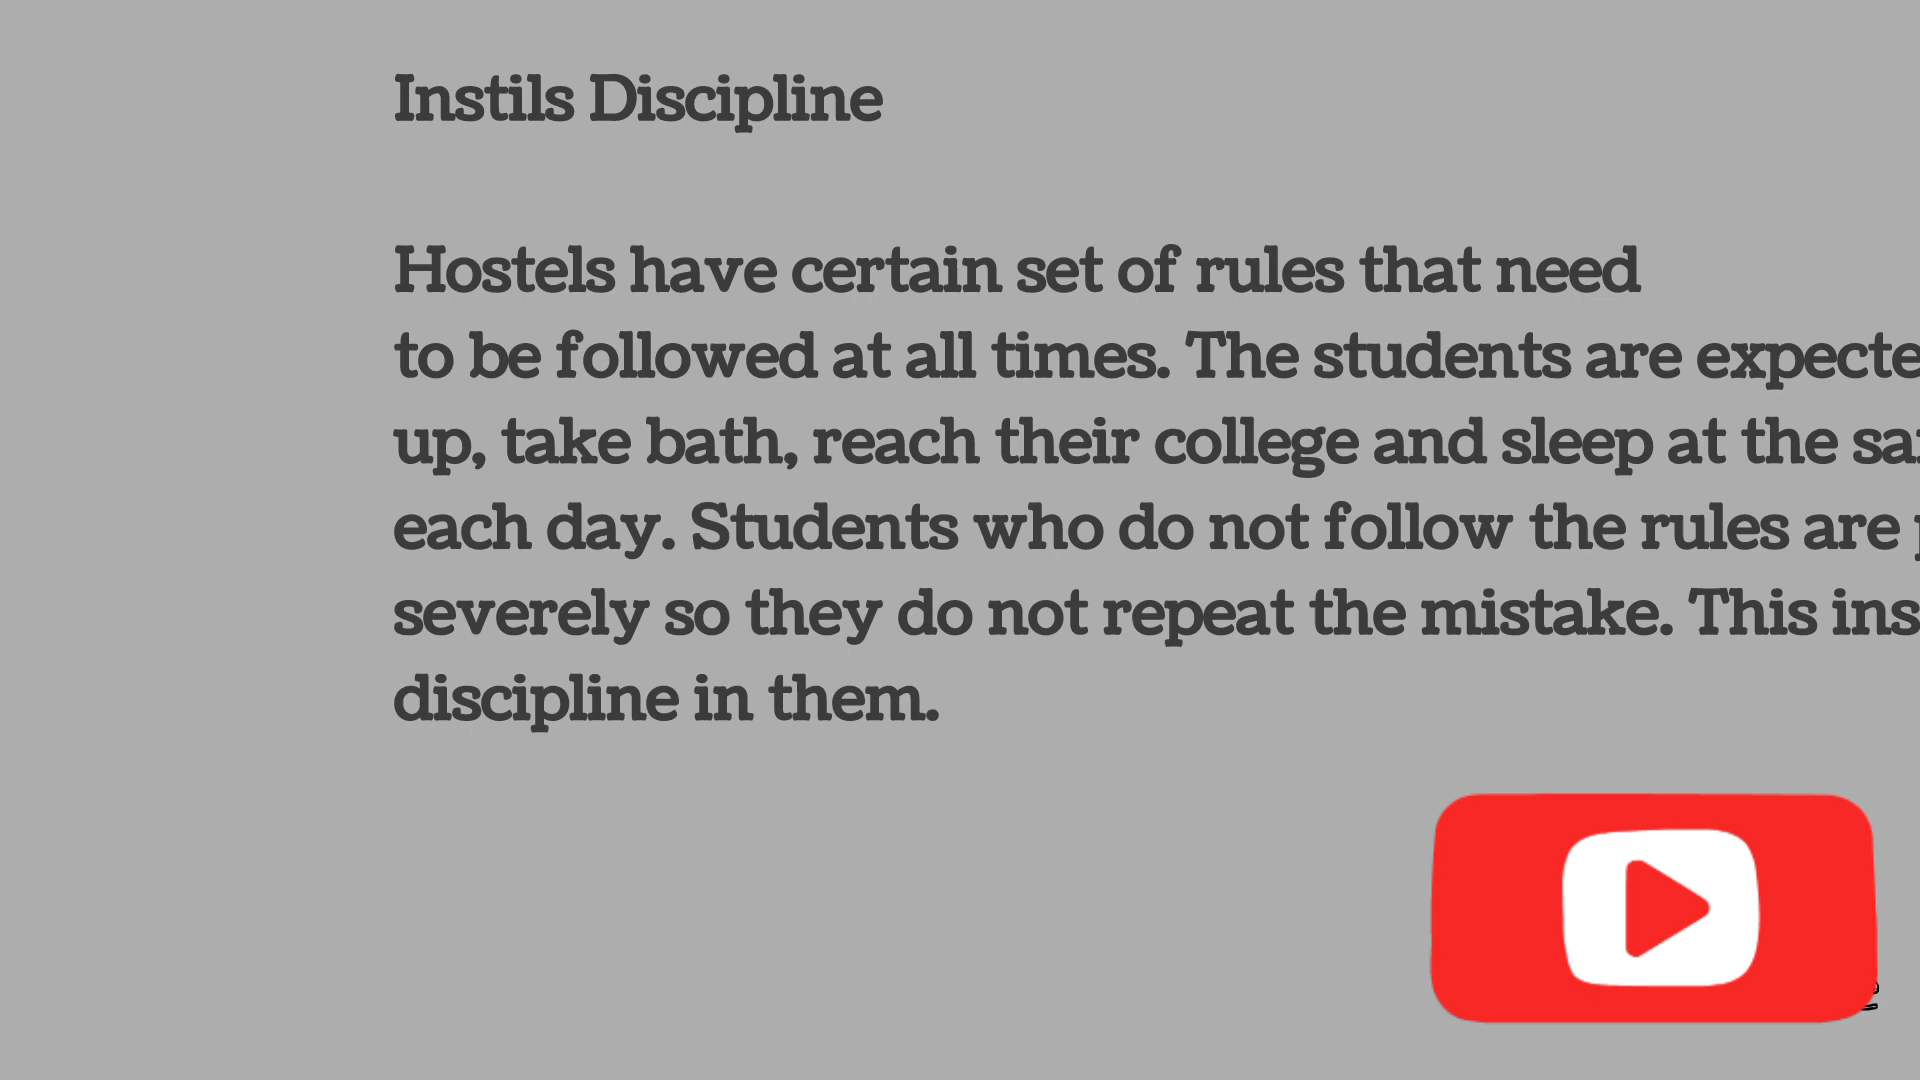 Instils Discipline
Hostels have certain set of rules that need
to be followed at all times. The students are
up, take bath, reach their college and sleep at the
each day. Students who do not follow the rules are
severely so they do not repeat the mistake. This
discipline in them.